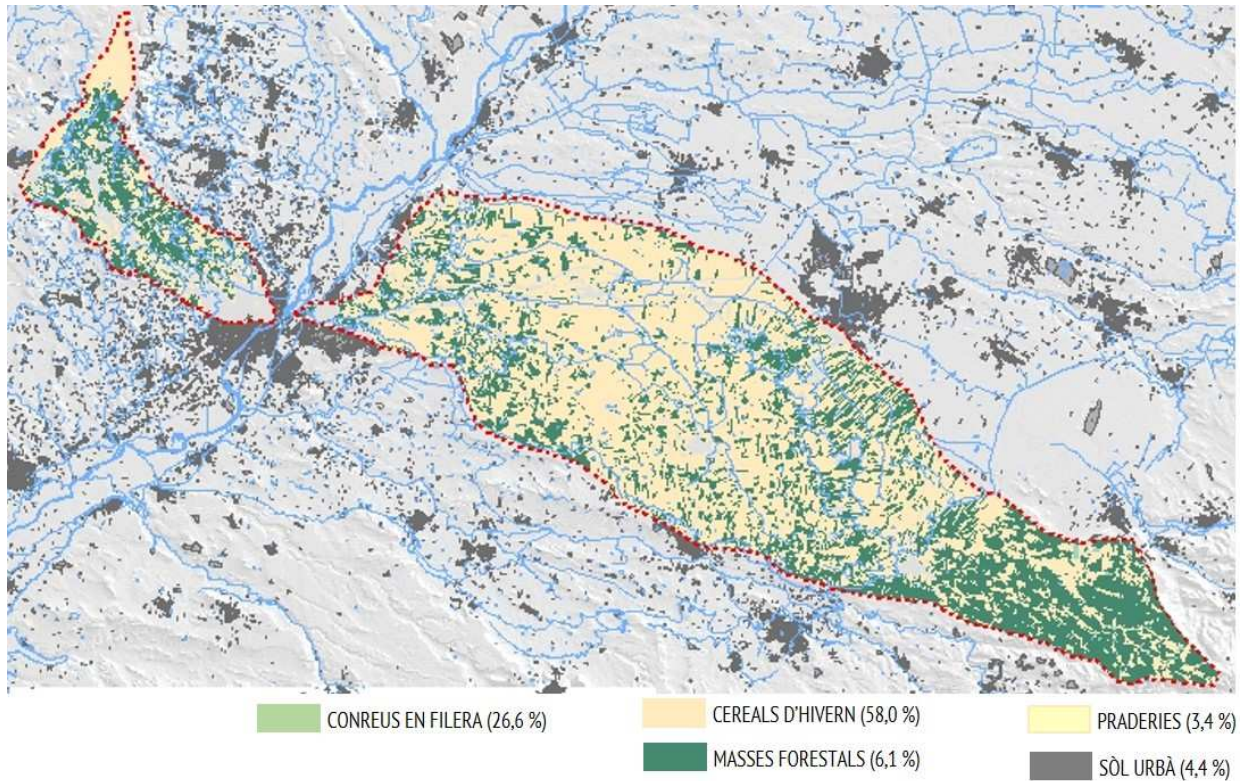 CONREUS EN FILERA (26,6 %)
CEREALS D'HIVERN (58,0 %)
PRADERIES (3,4 %)
MASSES FORESTALS (6,1 %)
SÒL URBÀ (4,4 %)